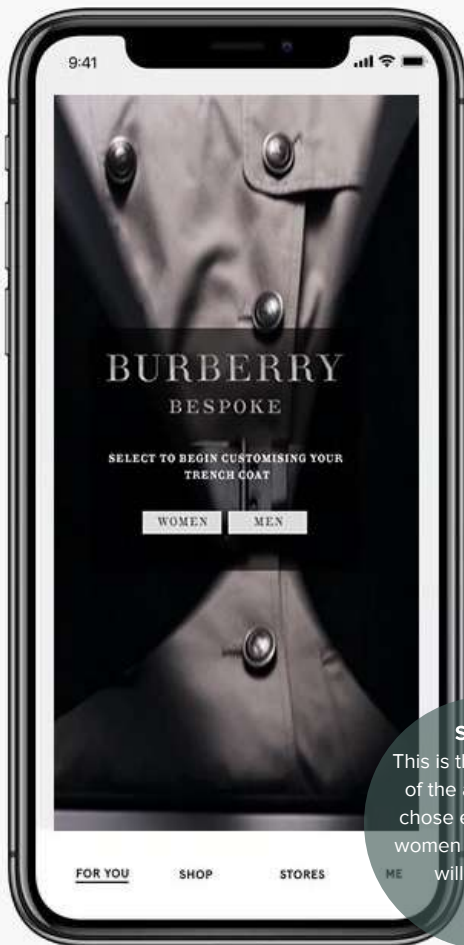 9:41
BURBERRY
BESPOKE
SELECT TO BEGIN CUSTOMISING YOUR
TRENCH COAT
WOMEN MEN
FOR YOU SHOP STORES ME
This is
of the
chose
women
will